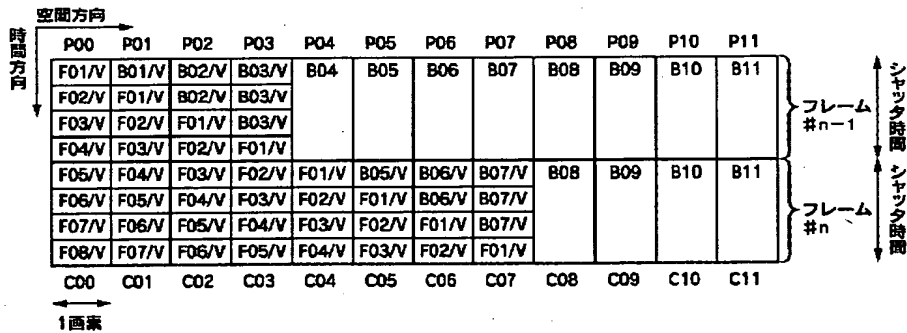 空間方向
時間方向
P00 P01 P02 P03 P04 P05 P06 P07 P08 P09 P10 P11
F01/V B01/V B02/V B03/V B04 B05 B06 B07 B08 B09 B10 B11
F02/V F01/V B02/V B03/V
F03/V F02/V F01/V B03/V
F04/V F03/V F02/V F01/V
フレーム
#n-1
シャッタ時間
F05/V F04/V F03/V F02/V F01/V B05/V B06/V B07/V B08 B09 B10 B11
F06/V F05/V F04/V F03/V F02/V F01/V B06/V B07/V
F07/V F06/V F05/V F04/V F03/V F02/V F01/V B07/V
F08/V F07/V F06/V F05/V F04/V F03/V F02/V F01/V
フレーム
#n
シャッタ時間
C00 C01 C02 C03 C04 C05 C06 C07 C08 C09 C10 C11
1画素